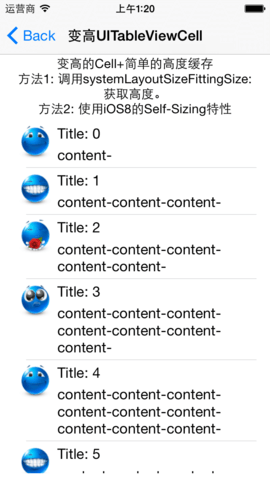 运营商 上午1:20
Back 变高UITableViewCell
变高的Cell+简单的高度缓存
方法1: 调用systemLayoutSizeFittingSize:
获取高度。
方法2: 使用iOS8的Self-Sizing特性
Title: 0
content-
Title: 1
content-content-content-
Title: 2
content-content-content-
content-content-
Title: 3
content-content-content-
content-content-content-
content-
Title: 4
content-content-content-
content-content-content-
content-content-content-
Title: 5